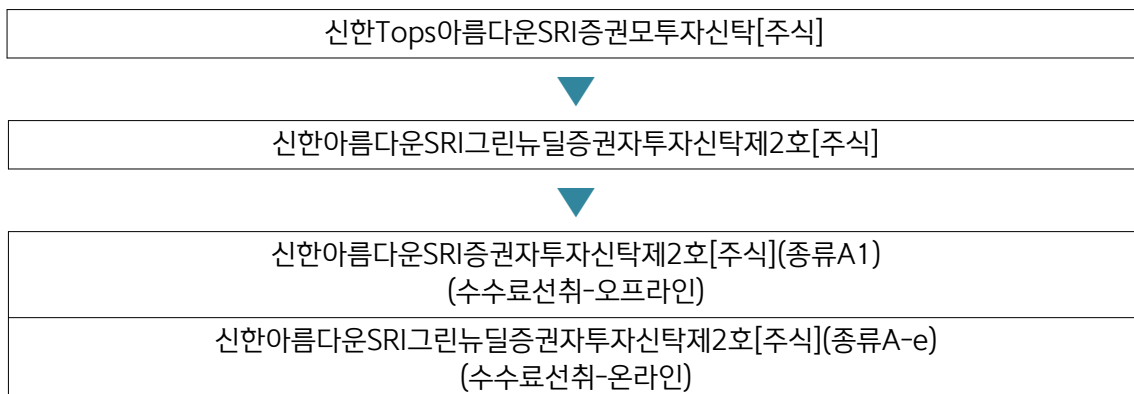 신한Tops아름다운SRI증권모투자신탁[주식]
신한아름다운SRI그린뉴딜증권자투자신탁제2호[주식]
신한아름다운SRI증권자투자신탁제2호[주식](종류A1)
(수수료선취-오프라인)
신한아름다운SRI그린뉴딜증권자투자신탁제2호[주식](종류A-e)
(수수료선취-온라인)